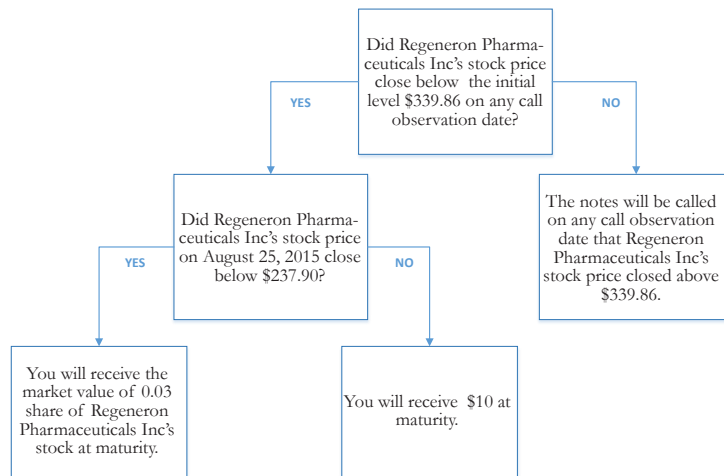 Did Regeneron Pharma-
ceuticals Inc's stock price
close below the initial
level $339.86 on any call
observation date?
YES
NO
Did Regeneron Pharma-
ceuticals Inc's stock price
on August 25, 2015 close
below $237.90?
The notes will be called
on any call observation
date that Regeneron
Pharmaceuticals Inc's
stock price closed above
$339.86.
YES
NO
You will receive the
market value of 0.03
share of Regeneron
Pharmaceuticals Inc's
stock at maturity.
You will receive $10 at
maturity.